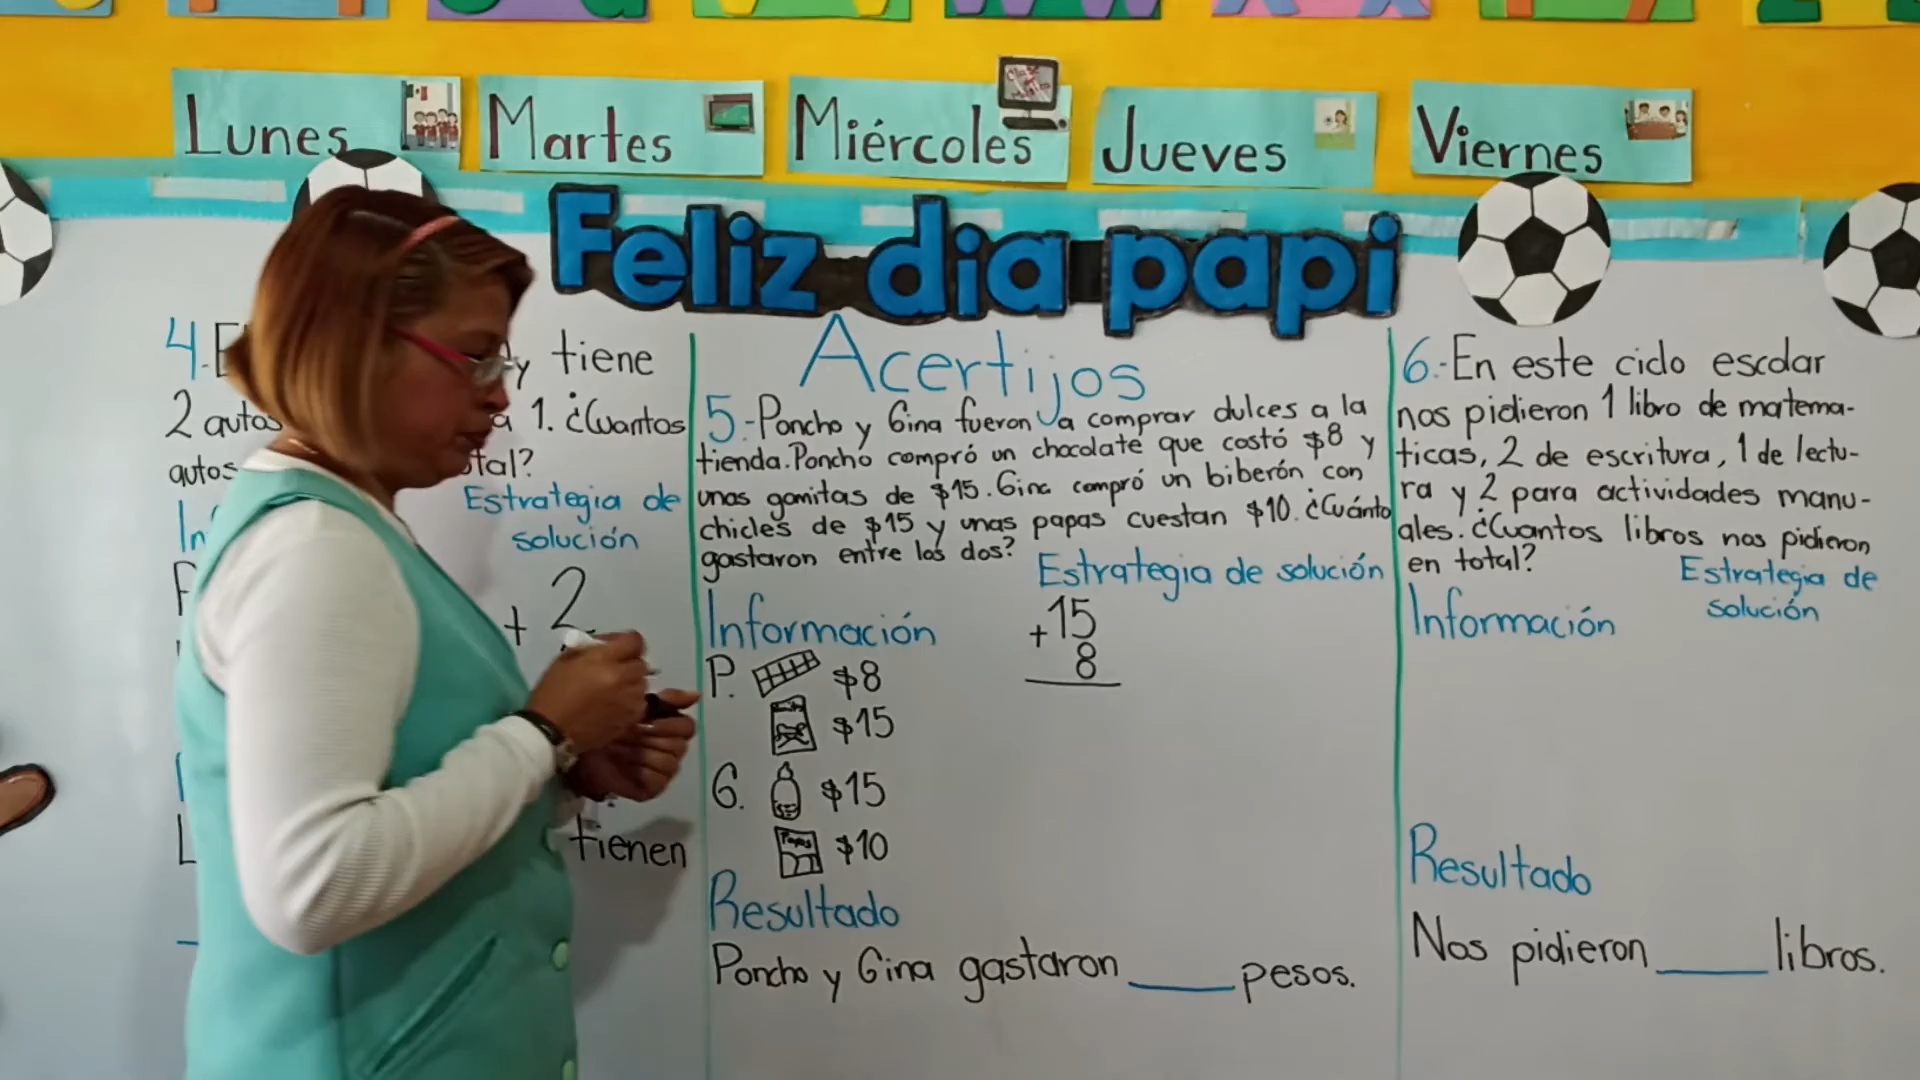 Lunes
Martes
Miércoles
Jueves
Viernes
Feliz dia papi
Acertijos
4.- tiene
2 autos 1. ¿Cuantos
autos
Estrategia de
solución
2
+
tienen
5.-Poncho y Gina fueron a comprar dulces a la
tienda. Poncho compró un chocolate que costó $8 y
unas gomitas de $15. Gina compró un biberón con
chicles de $15 y unas papas cuestan $10. ¿Cuánto
gastaron entre los dos?
Estrategia de solución
Información
+15
8
P. $8
$15
G. $15
Papas $10
Resultado
Poncho y Gina gastaron ____ pesos.
6.-En este ciclo escolar
nos pidieron 1 libro de matema-
ticas, 2 de escritura, 1 de lectu-
ra y 2 para actividades manu-
ales. ¿Cuantos libros nos pidieron
en total?
Estrategia de
solución
Información
Resultado
Nos pidieron ____ libros.